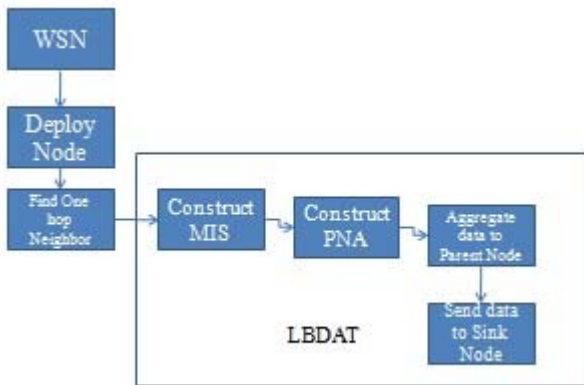 WSN
Deploy
Node
Find One
hop
Neighbor
Construct
MIS
Construct
PNA
Aggregate
data to
Parent Node
Send data
to Sink
Node
LBDAT